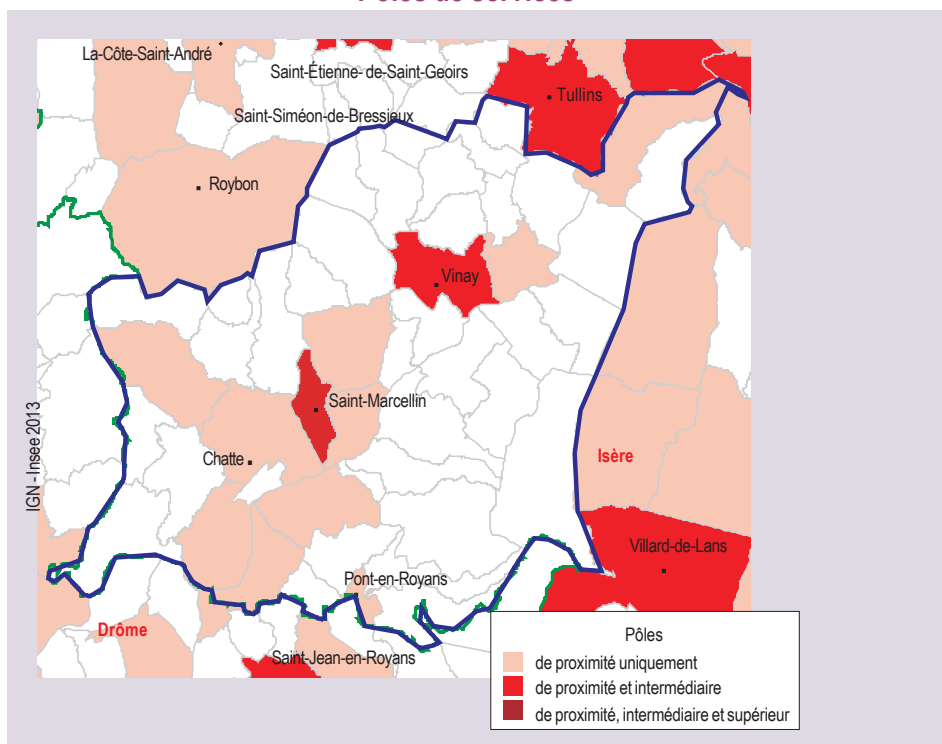 La-Côte-Saint-André
Saint-Étienne- de-Saint-Geoirs
Tullins
Saint-Siméon-de-Bressieux
Roybon
Vinay
Saint-Marcellin
Chatte
Isère
IGN - Insee 2013
Villard-de-Lans
Pont-en-Royans
Drôme
Saint-Jean-en-Royans
Pôles
de proximité uniquement
de proximité et intermédiaire
de proximité, intermédiaire et supérieur